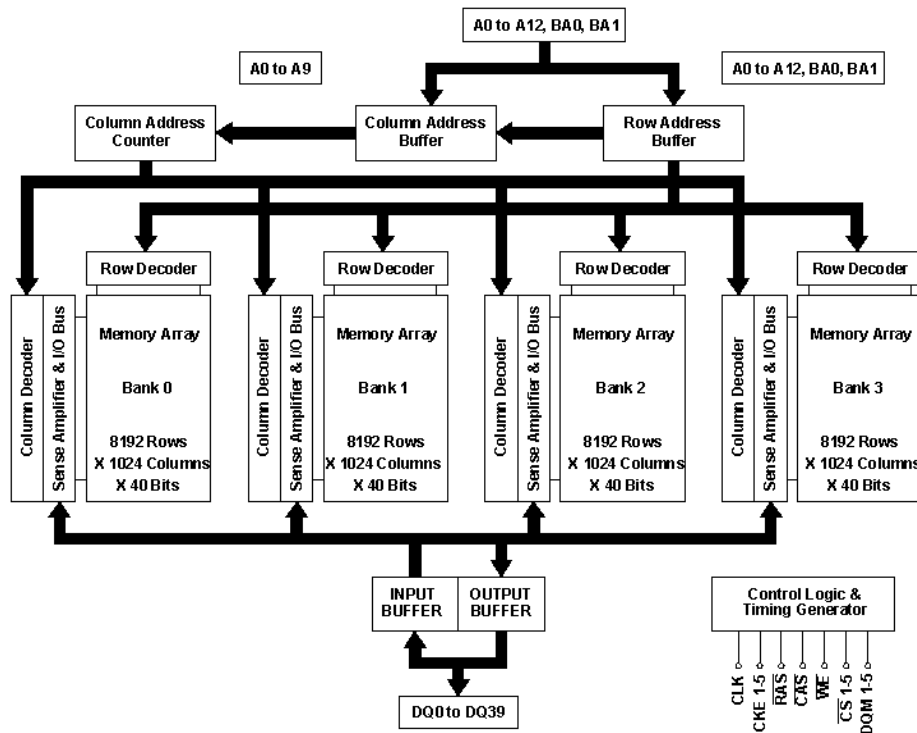 A0 to A12, BA0, BA1
A0 to A9
A0 to A12, BA0, BA1
Column Address
Counter
Column Address
Buffer
Row Address
Buffer
Row Decoder
Row Decoder
Row Decoder
Row Decoder
Column Decoder
Sense Amplifier & I/O Bus
Memory Array
Bank 0
8192 Rows
X 1024 Columns
X 40 Bits
Column Decoder
Sense Amplifier & I/O Bus
Memory Array
Bank 1
8192 Rows
X 1024 Columns
X 40 Bits
Column Decoder
Sense Amplifier & I/O Bus
Memory Array
Bank 2
8192 Rows
X 1024 Columns
X 40 Bits
Column Decoder
Sense Amplifier & I/O Bus
Memory Array
Bank 3
8192 Rows
X 1024 Columns
X 40 Bits
INPUT
BUFFER
OUTPUT
BUFFER
DQ0 to DQ39
Control Logic &
Timing Generator
CLK
CKE 1-5
RAS
CAS
WE
CS 1-5
DQM 1-5